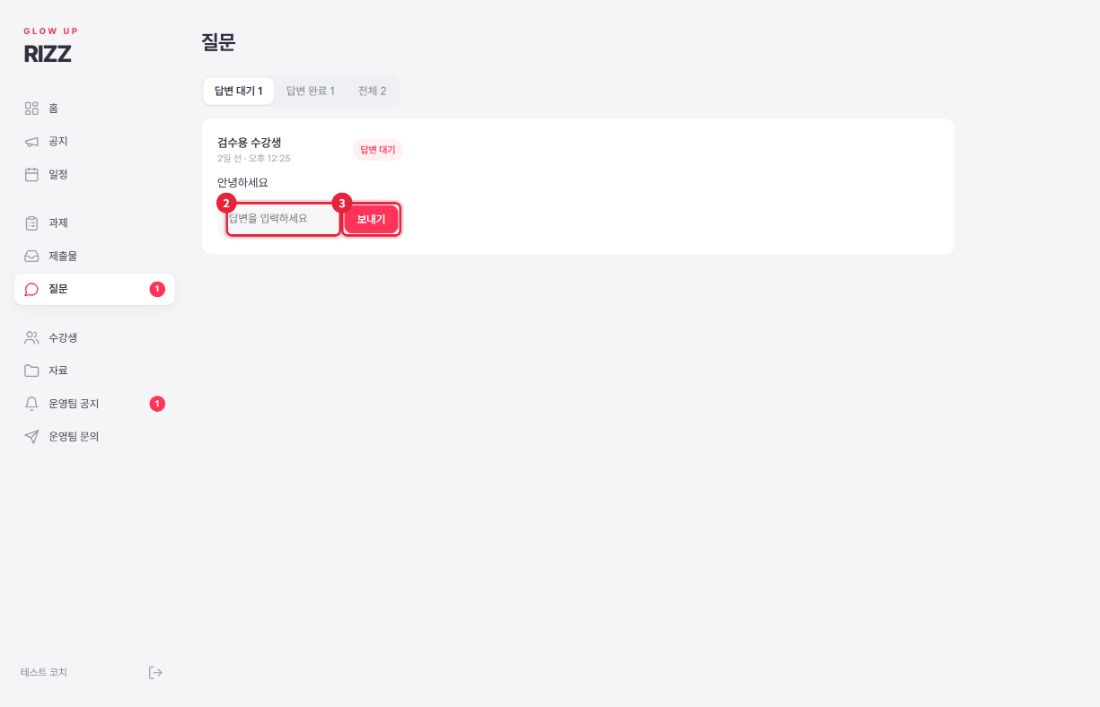 GLOW UP
RIZZ
홈
공지
일정
과제
제출물
질문 1
수강생
자료
운영팀 공지 1
운영팀 문의
테스트 코치
질문
답변 대기 1 답변 완료 1 전체 2
검수용 수강생
2일 전 · 오후 12:25
답변 대기
안녕하세요
2 3
답변을 입력하세요 보내기